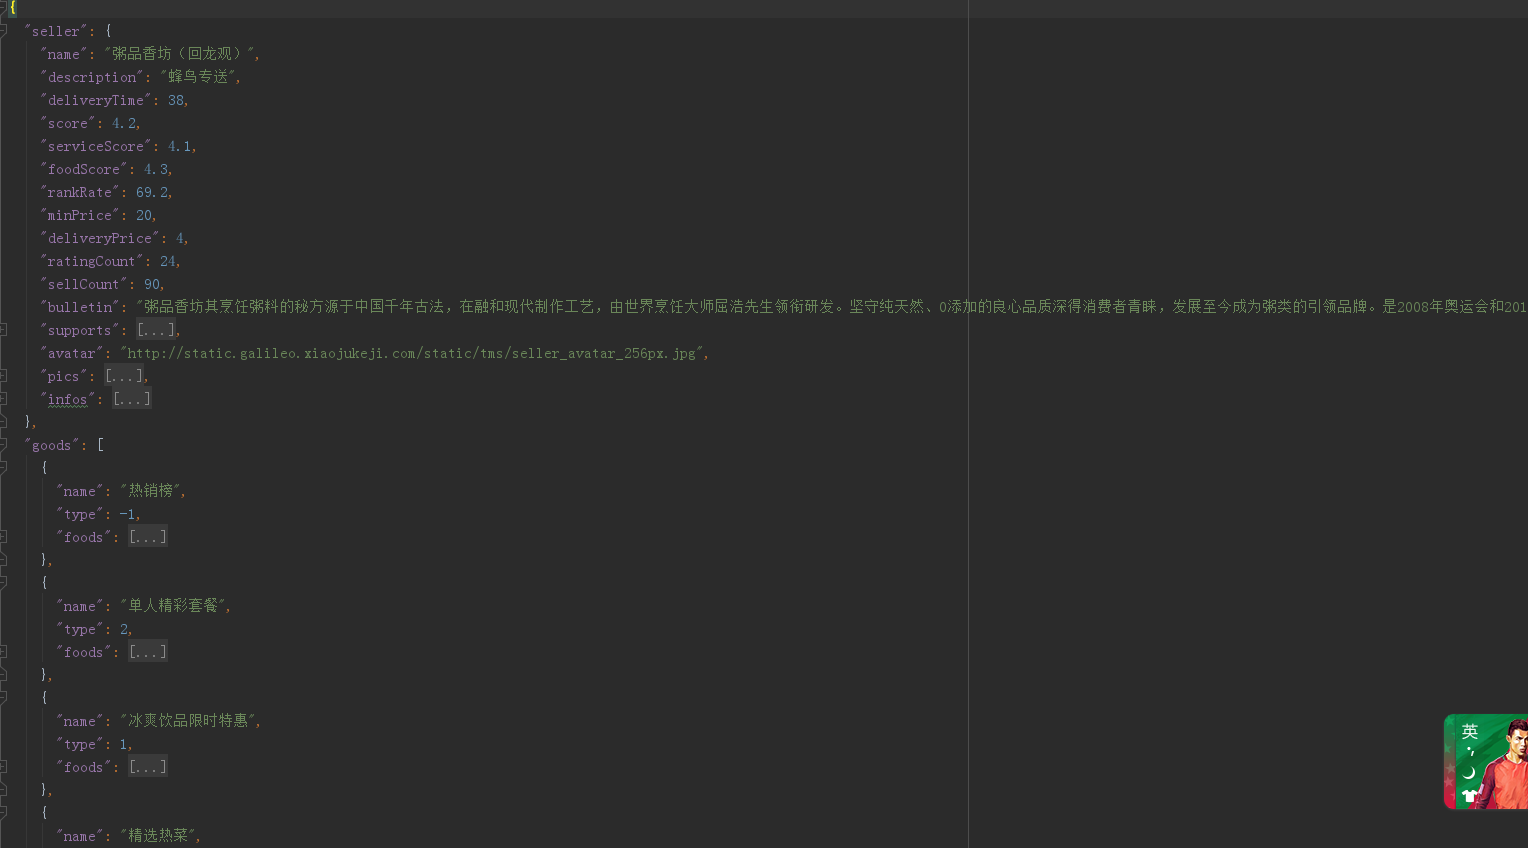 {
"seller": {
"name": "粥品香坊（回龙观）",
"description": "蜂鸟专送",
"deliveryTime": 38,
"score": 4.2,
"serviceScore": 4.1,
"foodScore": 4.3,
"rankRate": 69.2,
"minPrice": 20,
"deliveryPrice": 4,
"ratingCount": 24,
"sellCount": 90,
"bulletin": "粥品香坊其烹饪粥料的秘方源于中国千年古法，在融和现代制作工艺，由世界烹饪大师屈浩先生领衔研发。坚守纯天然、0添加的良心品质深得消费者青睐，发展至今成为粥类的引领品牌。是2008年奥运会和201
"supports": [...],
"avatar": "http://static.galileo.xiaojukeji.com/static/tms/seller_avatar_256px.jpg",
"pics": [...],
"infos": [...]
},
"goods": [
{
"name": "热销榜",
"type": -1,
"foods": [...]
},
{
"name": "单人精彩套餐",
"type": 2,
"foods": [...]
},
{
"name": "冰爽饮品限时特惠",
"type": 1,
"foods": [...]
},
{
"name": "精选热菜",
英